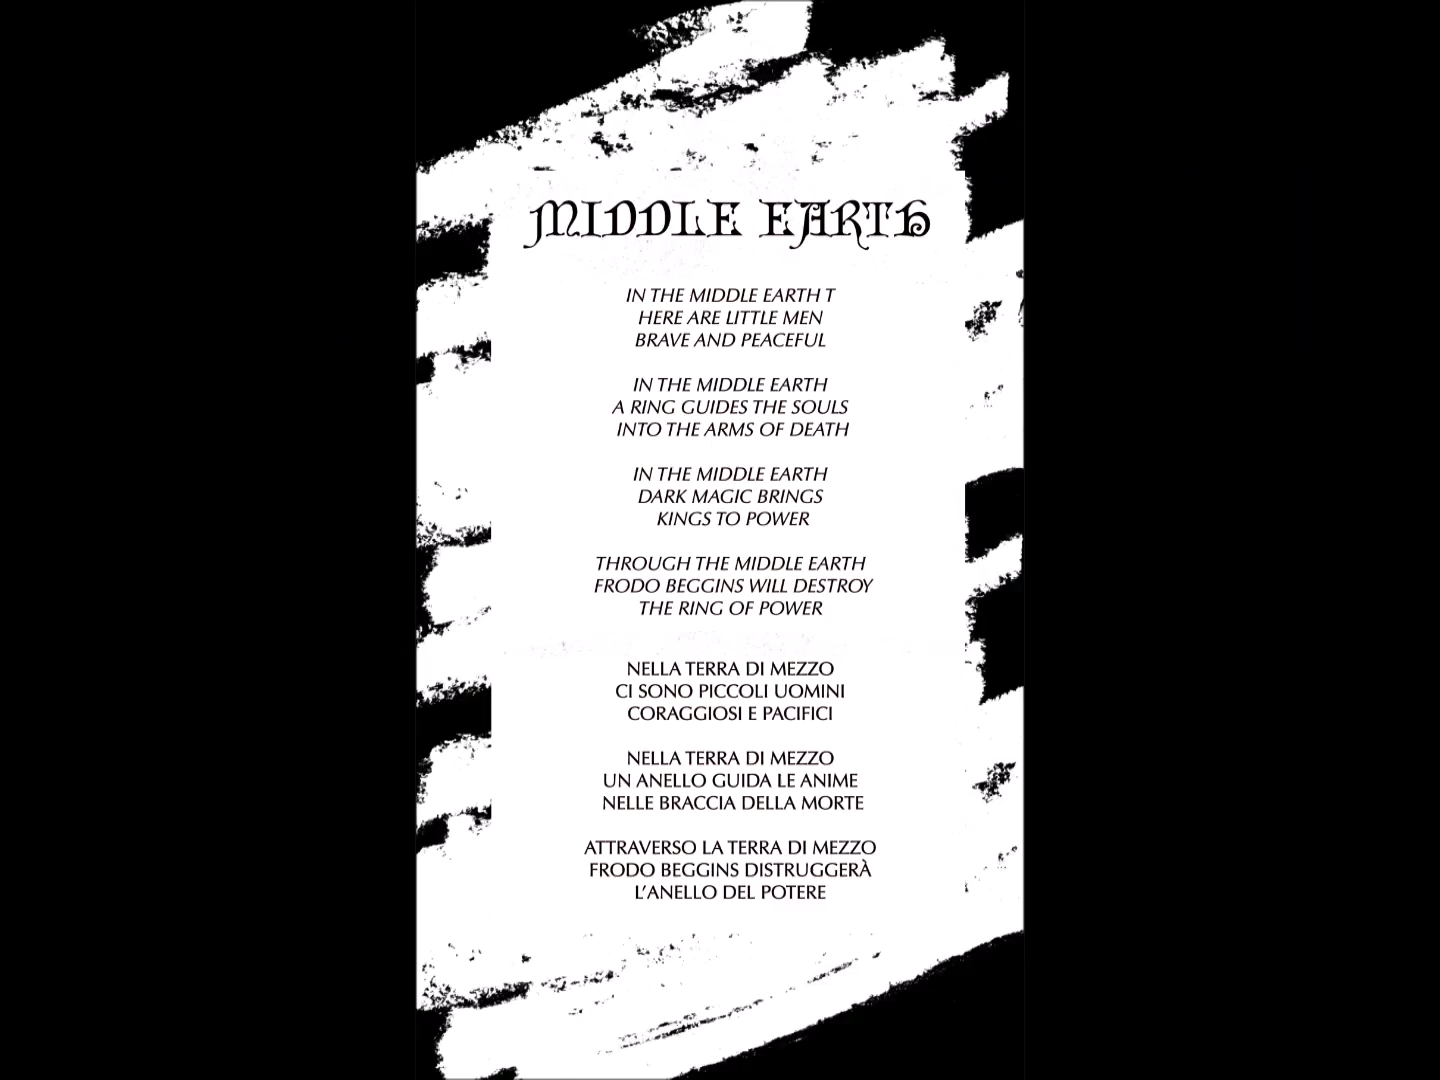 MIDDLE EARTH
IN THE MIDDLE EARTH T
HERE ARE LITTLE MEN
BRAVE AND PEACEFUL
IN THE MIDDLE EARTH
A RING GUIDES THE SOULS
INTO THE ARMS OF DEATH
IN THE MIDDLE EARTH
DARK MAGIC BRINGS
KINGS TO POWER
THROUGH THE MIDDLE EARTH
FRODO BEGGINS WILL DESTROY
THE RING OF POWER
NELLA TERRA DI MEZZO
CI SONO PICCOLI UOMINI
CORAGGIOSI E PACIFICI
NELLA TERRA DI MEZZO
UN ANELLO GUIDA LE ANIME
NELLE BRACCIA DELLA MORTE
ATTRAVERSO LA TERRA DI MEZZO
FRODO BEGGINS DISTRUGGERÀ
L'ANELLO DEL POTERE